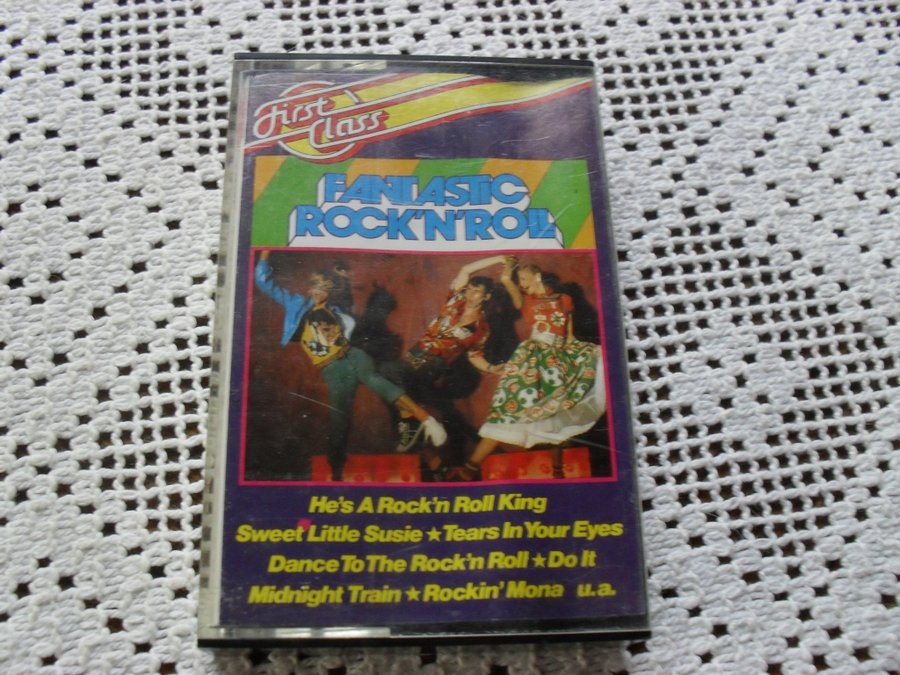 First
Class
FANTASTIC
ROCK'N'ROLL
He's A Rock'n Roll King
Sweet Little Susie ★ Tears In Your Eyes
Dance To The Rock'n Roll ★ Do It
Midnight Train ★ Rockin' Mona u.a.